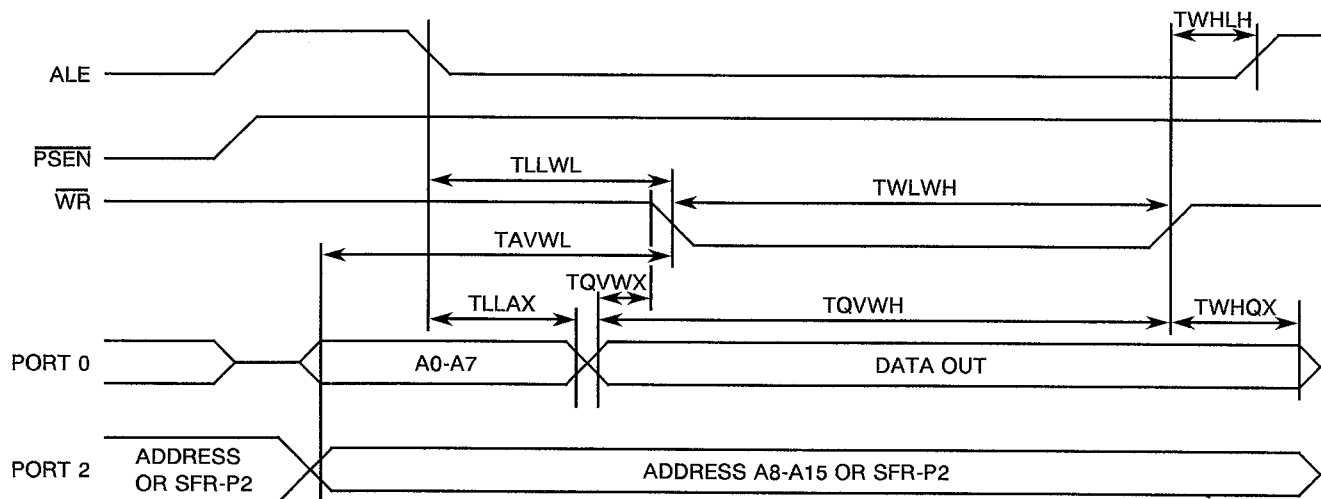 TWHLH
ALE
PSEN
TLLWL
WR
TWLWH
TAVWL
TQVWX
TLLAX
TQVWH
TWHQX
PORT 0
A0-A7
DATA OUT
PORT 2
ADDRESS
OR SFR-P2
ADDRESS A8-A15 OR SFR-P2